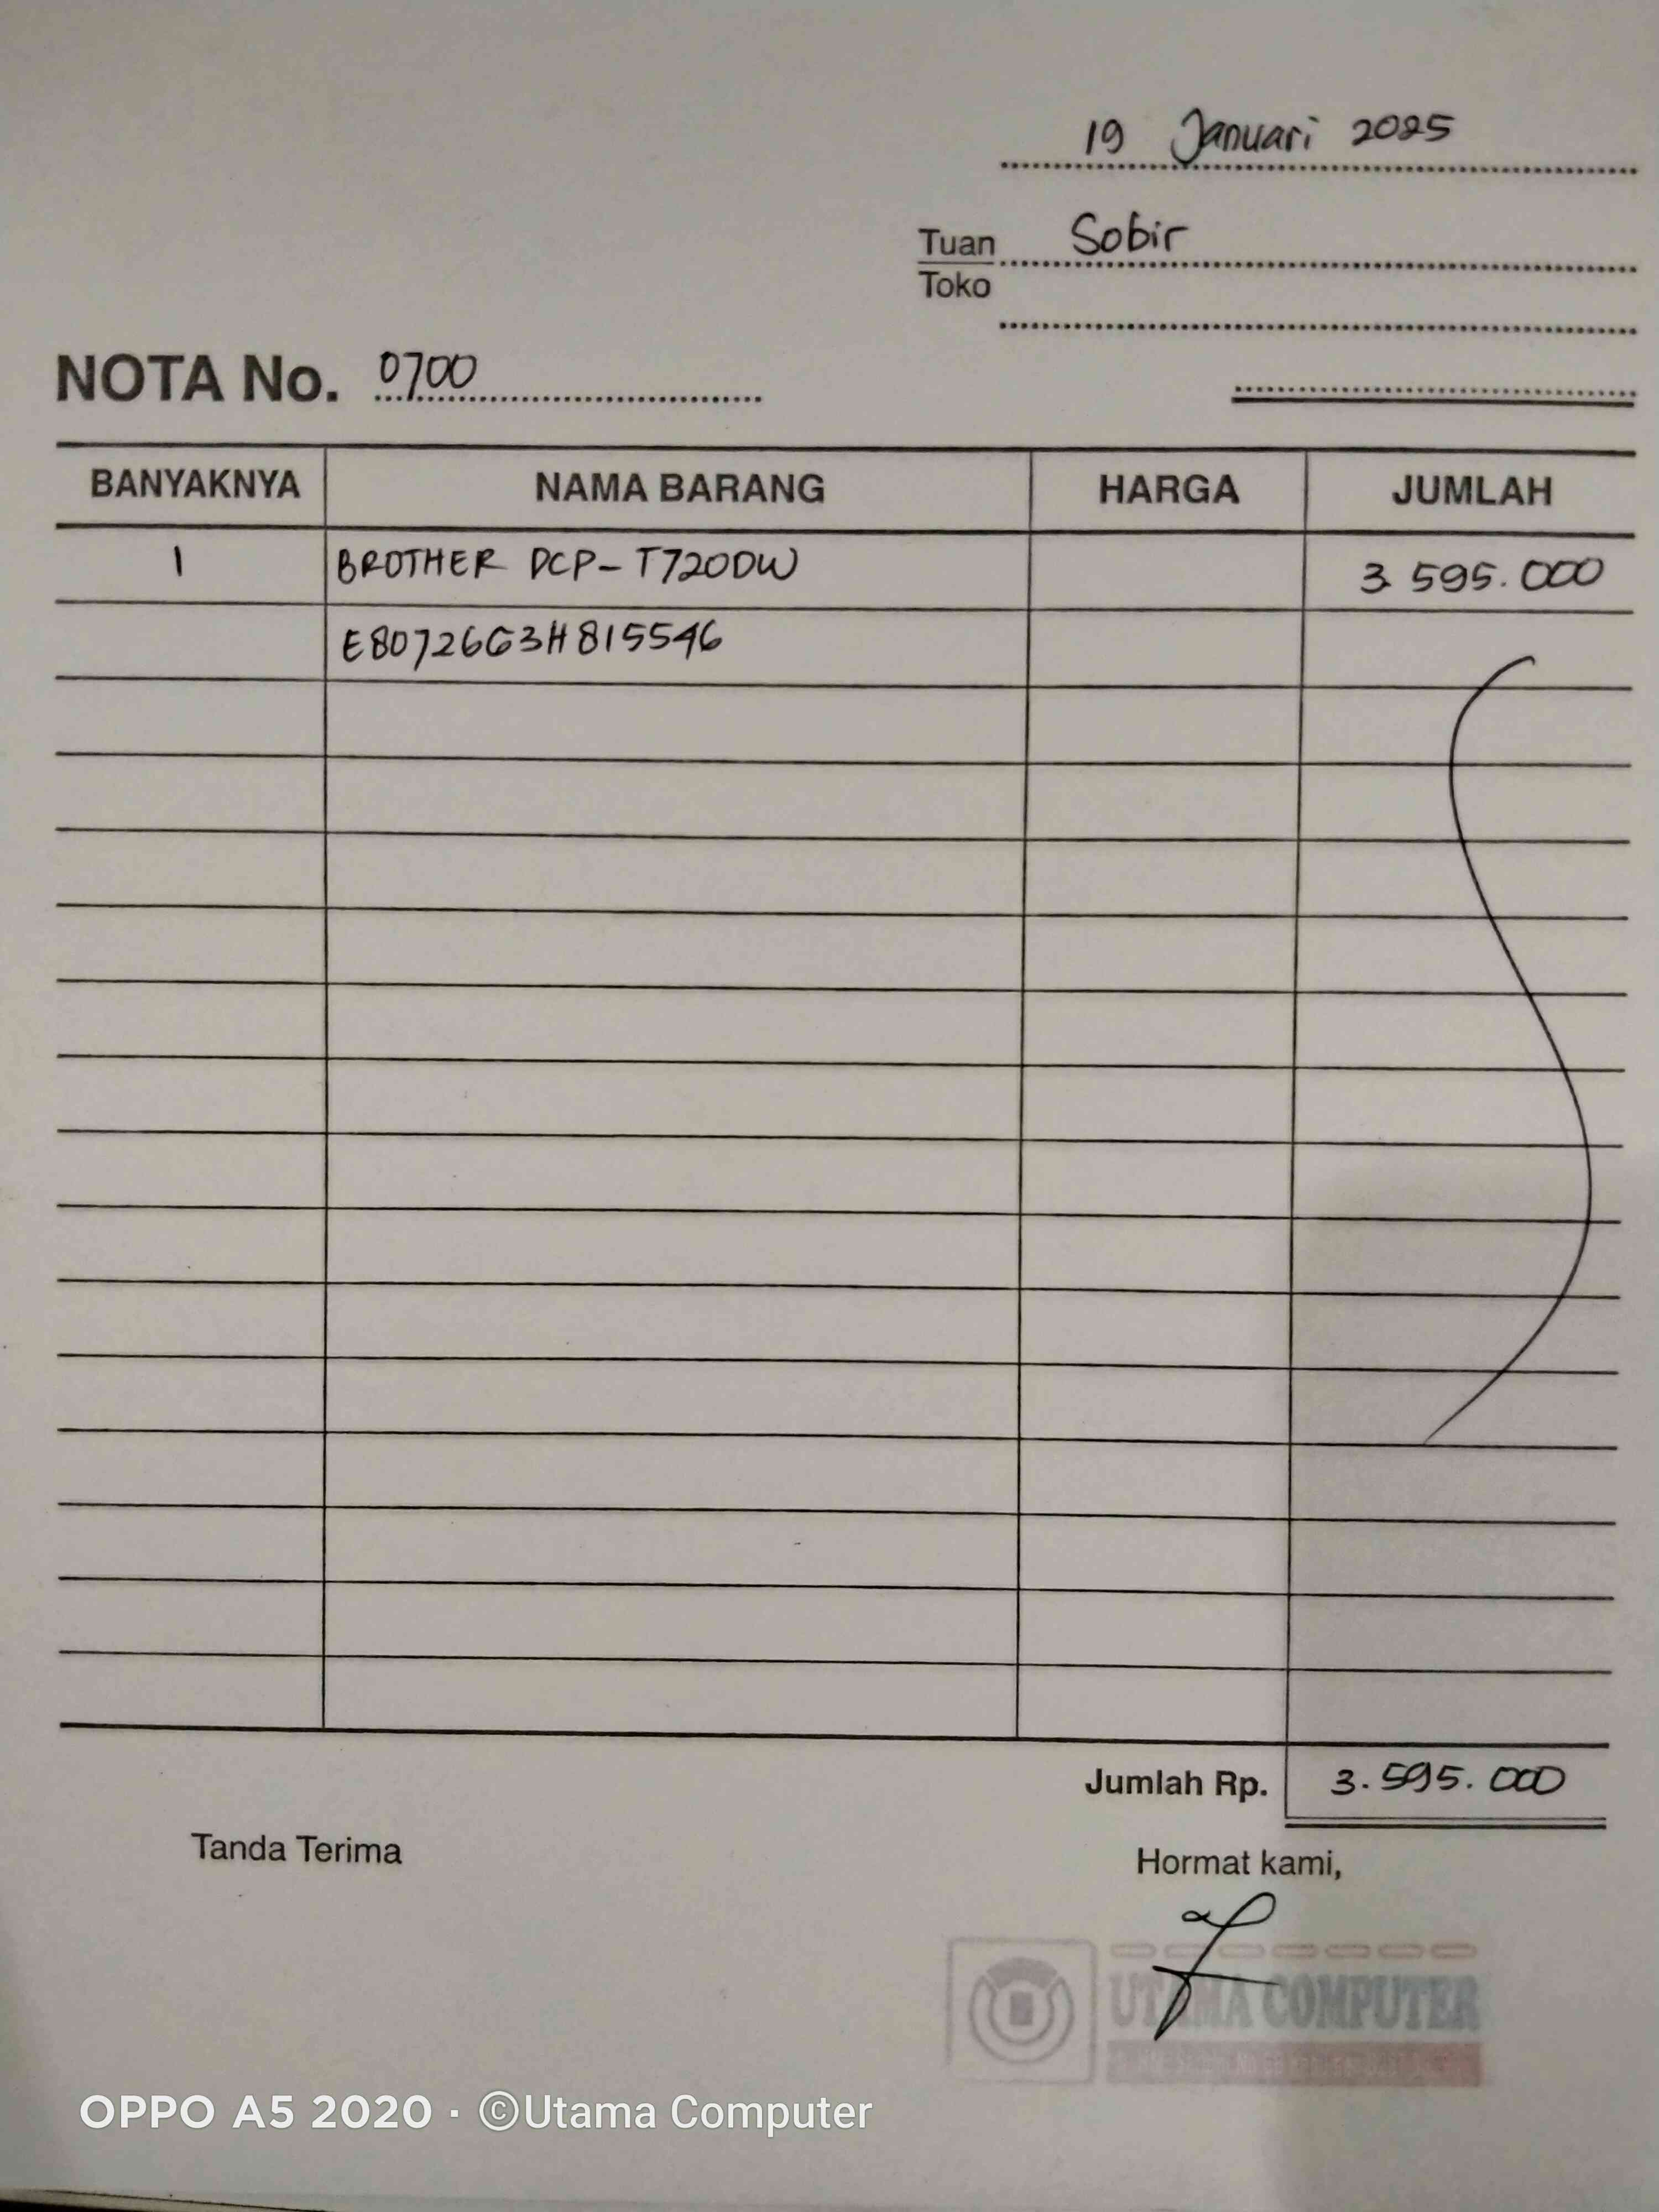 19 Januari 2025
Tuan Sobir
Toko
NOTA No. 0700
BANYAKNYA NAMA BARANG HARGA JUMLAH
1 BROTHER DCP-T720DW 3.595.000
E80726G3H815546
Jumlah Rp. 3.595.000
Tanda Terima
Hormat kami,
UTAMA COMPUTER
OPPO A5 2020 · ©Utama Computer